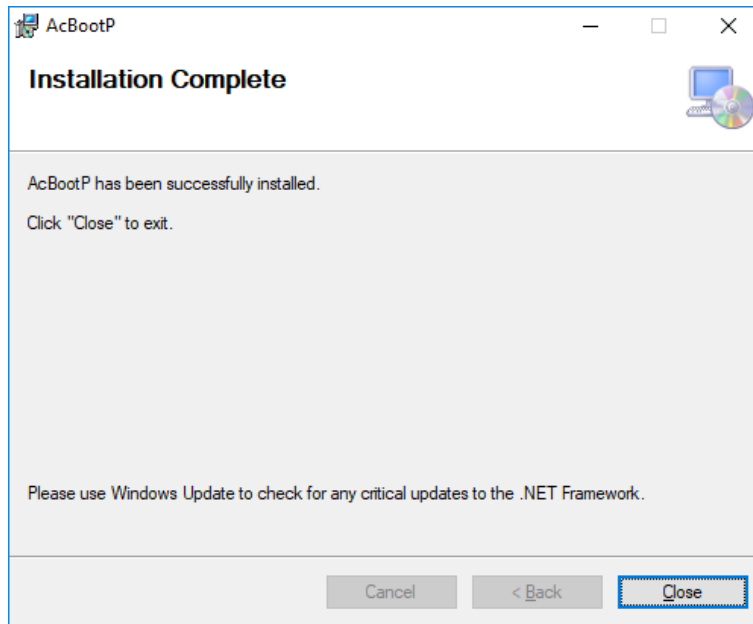 AcBootP
Installation Complete
AcBootP has been successfully installed.
Click "Close" to exit.
Please use Windows Update to check for any critical updates to the .NET Framework.
Cancel
< Back
Close